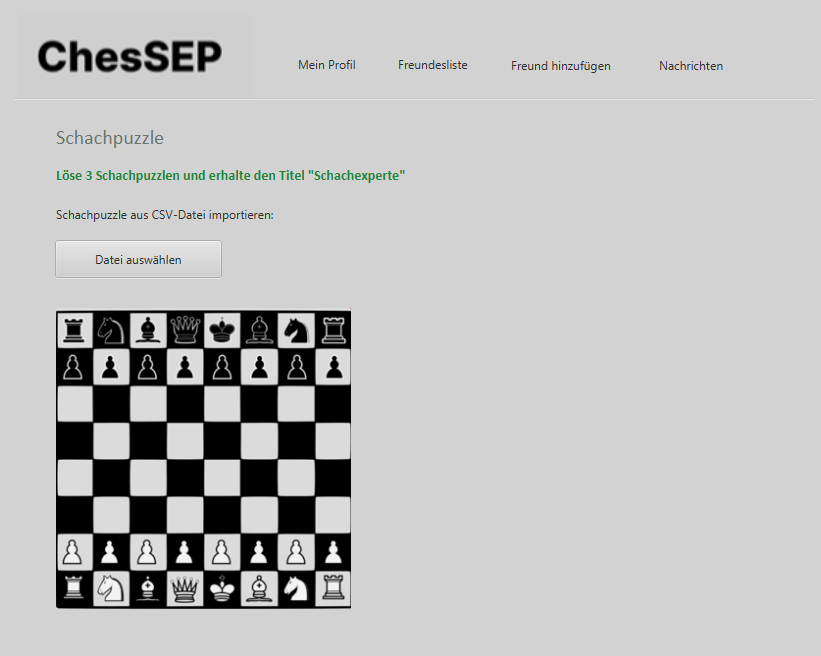 ChesSEP
Mein Profil
Freundesliste
Freund hinzufügen
Nachrichten
Schachpuzzle
Löse 3 Schachpuzzlen und erhalte den Titel "Schachexperte"
Schachpuzzle aus CSV-Datei importieren:
Datei auswählen